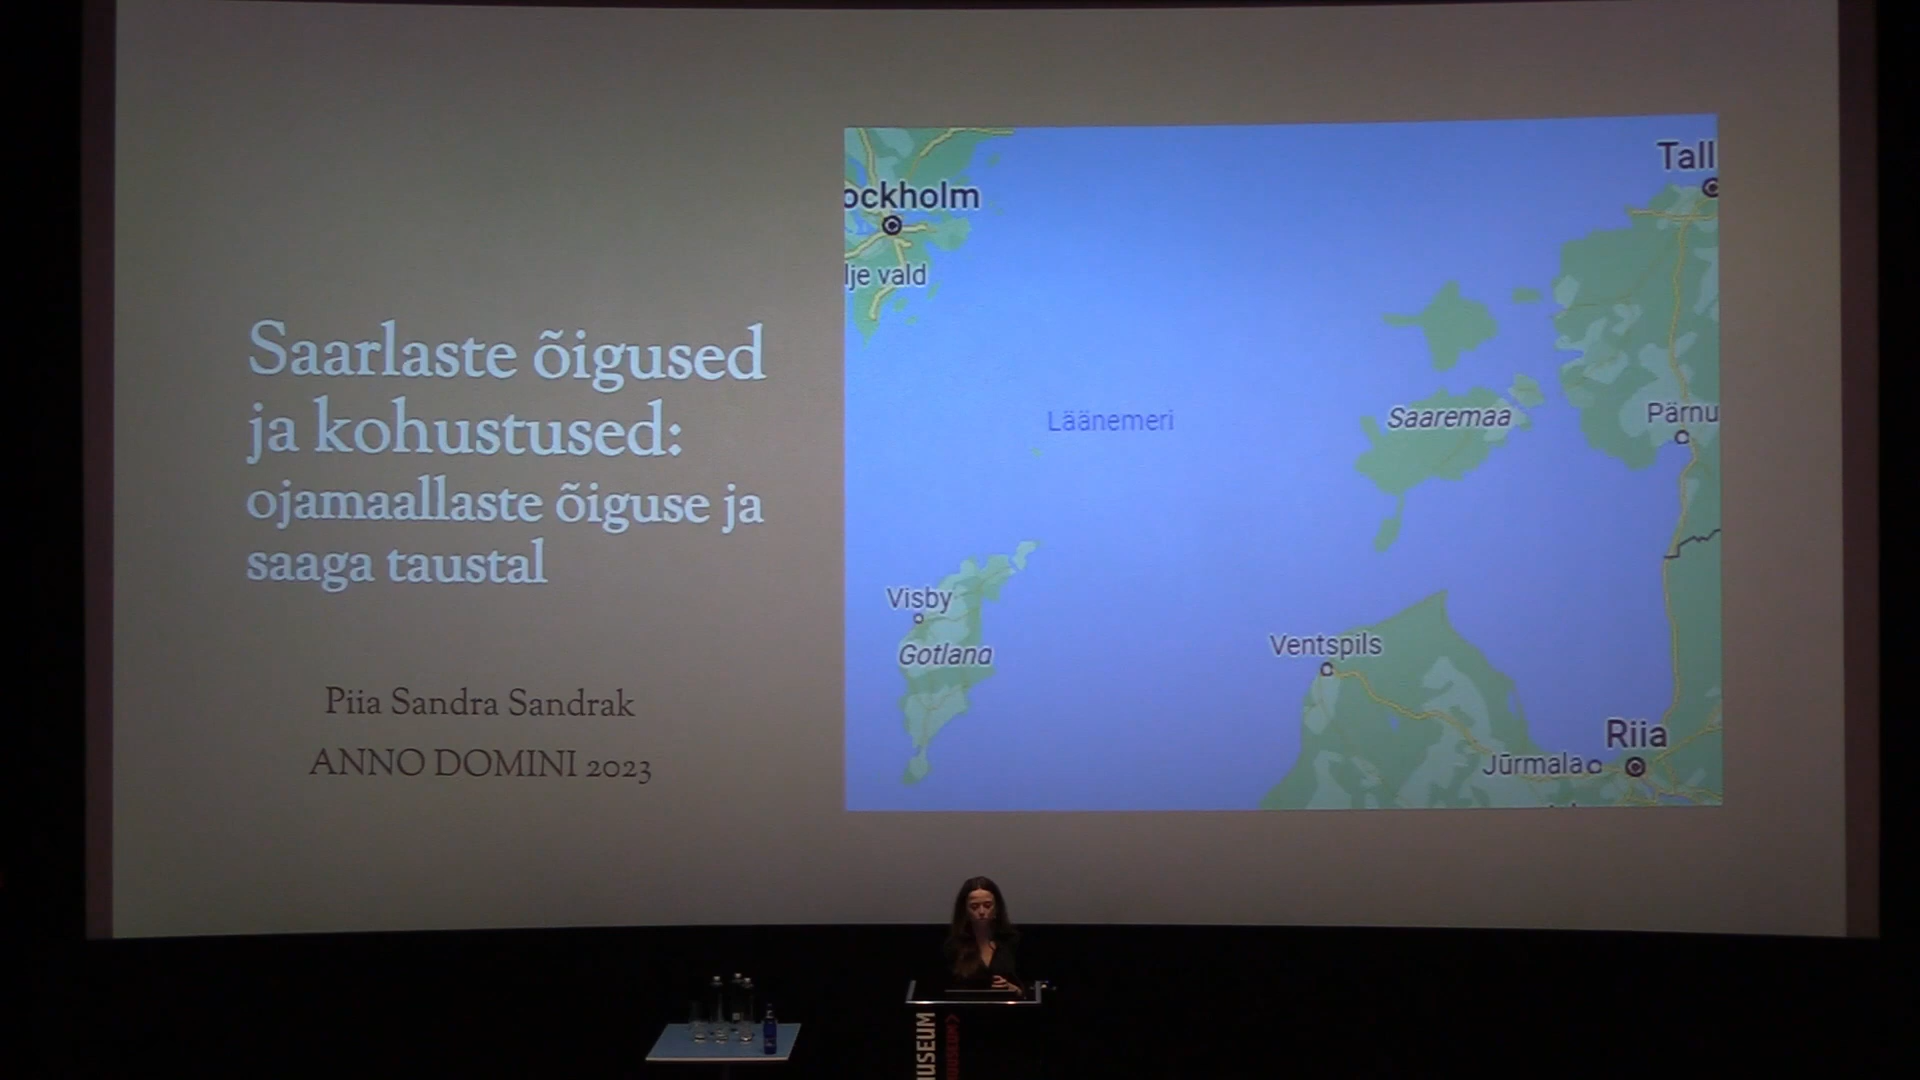 Saarlaste õigused
ja kohustused:
ojamaallaste õiguse ja
saaga taustal
Piia Sandra Sandrak
ANNO DOMINI 2023
Tall
ockholm
lje vald
Läänemeri
Saaremaa
Pärnu
Visby
Gotland
Ventspils
Riia
Jūrmala